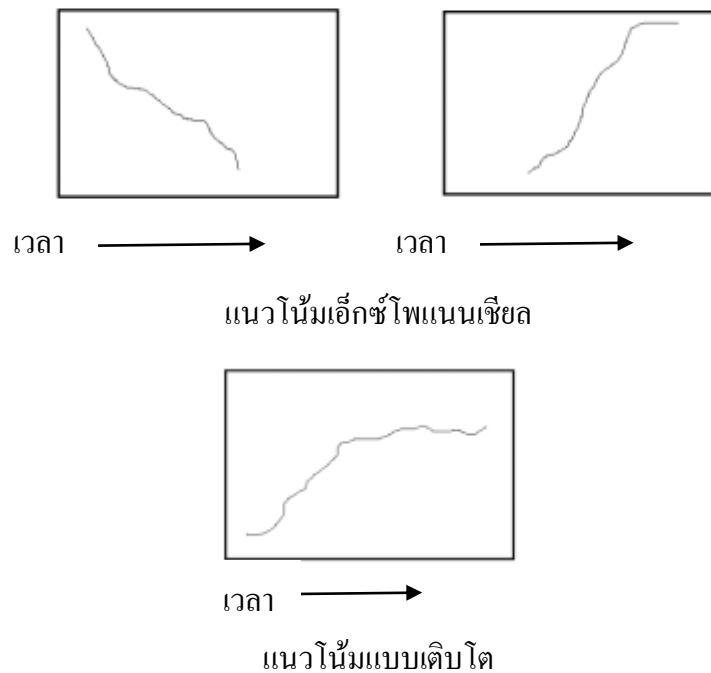 เวลา เวลา
แนวโน้มเอ็กซ์โพแนนเชียล
เวลา
แนวโน้มแบบเติบโต